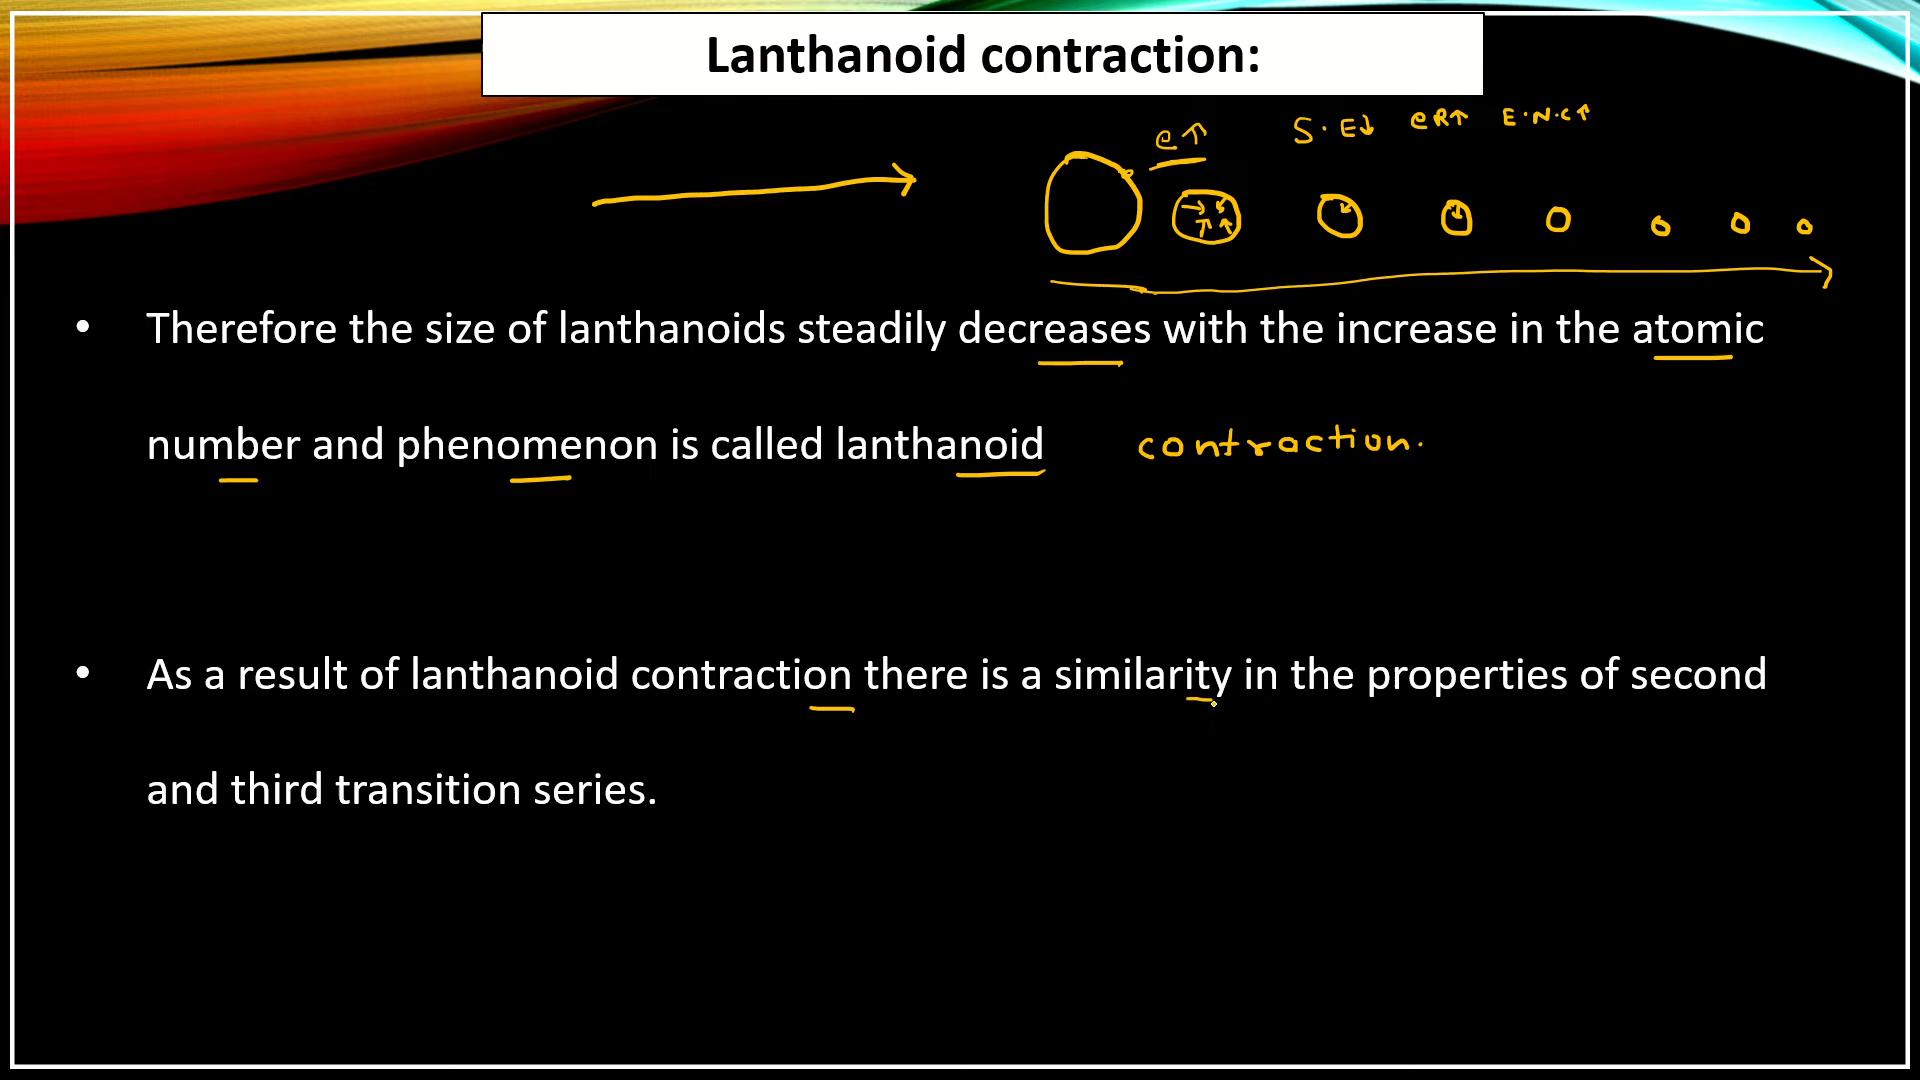 Lanthanoid contraction:
e↑ S.E↓ eR↑ E.N.C↑
• Therefore the size of lanthanoids steadily decreases with the increase in the atomic
number and phenomenon is called lanthanoid contraction.
• As a result of lanthanoid contraction there is a similarity in the properties of second
and third transition series.